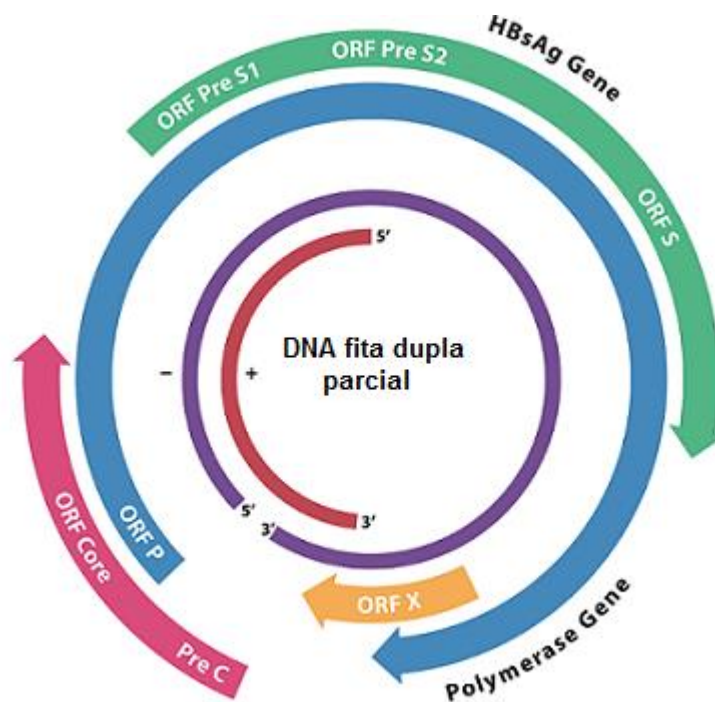 HBsAg Gene
ORF Pre S1
ORF Pre S2
ORF S
5'
DNA fita dupla
parcial
−
+
ORF Core
Pre C
ORF P
5'
3'
3'
ORF X
Polymerase Gene